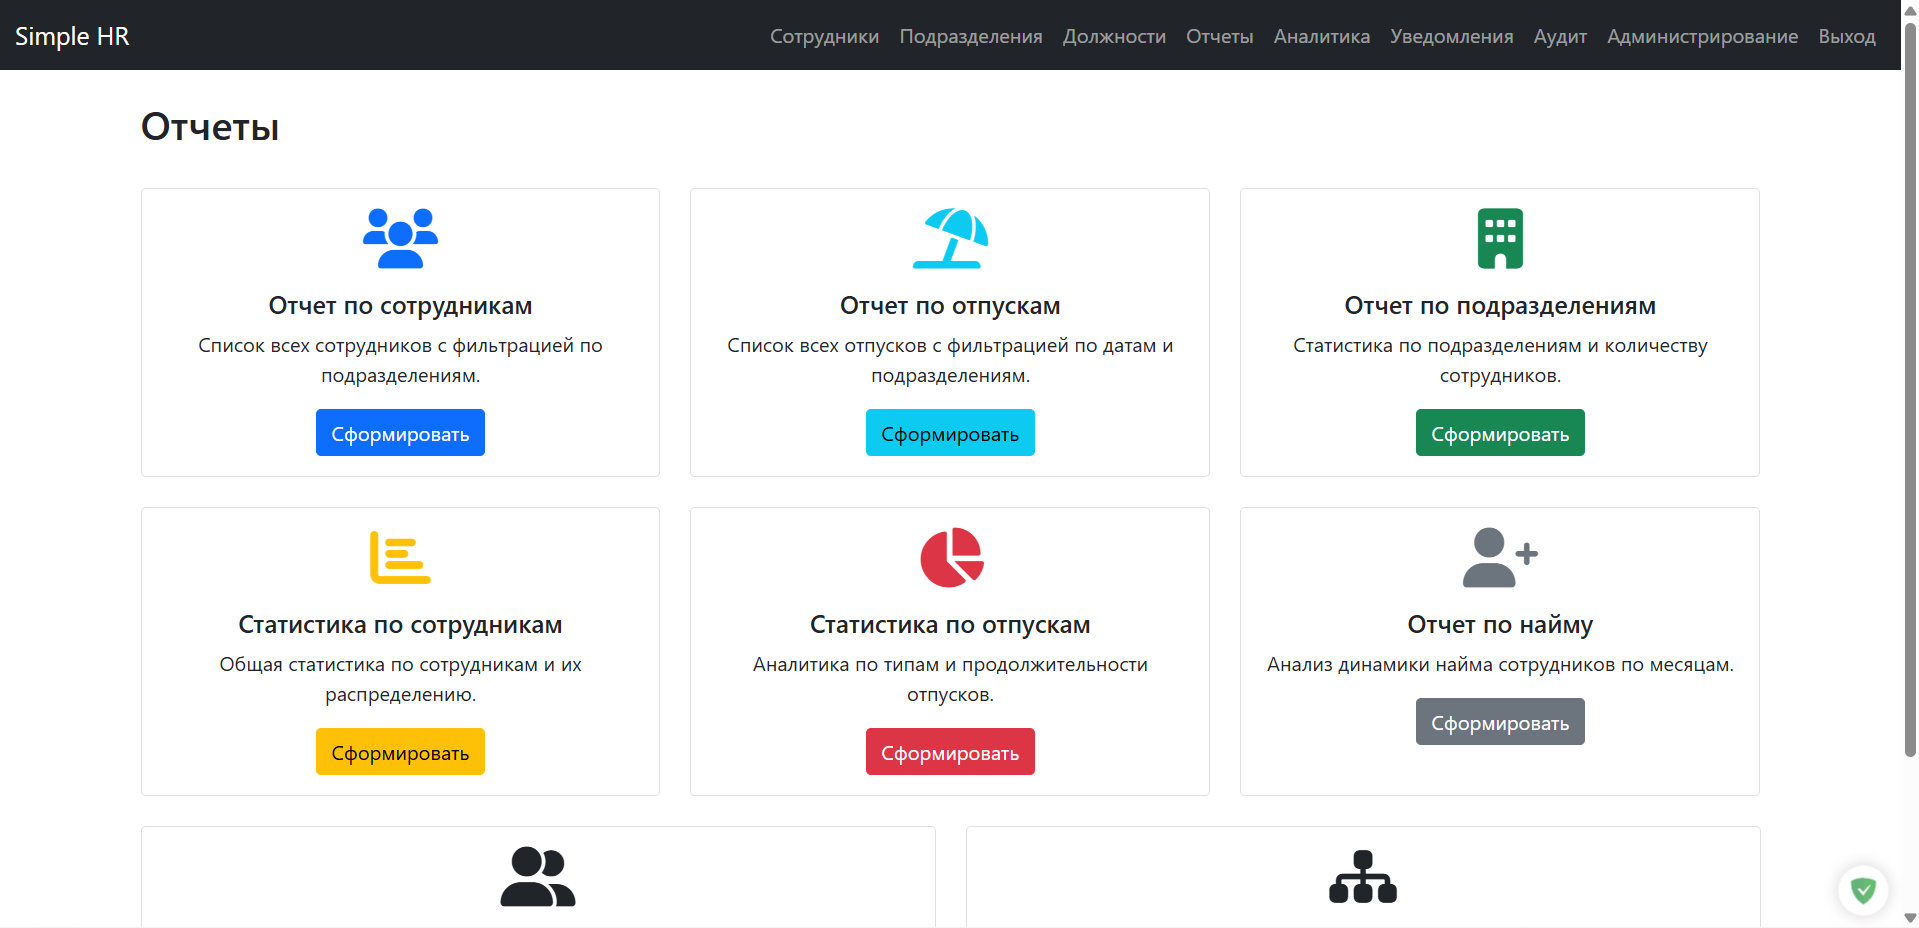 Simple HR
Сотрудники Подразделения Должности Отчеты Аналитика Уведомления Аудит Администрирование Выход
Отчеты
Отчет по сотрудникам
Список всех сотрудников с фильтрацией по
подразделениям.
Сформировать
Отчет по отпускам
Список всех отпусков с фильтрацией по датам и
подразделениям.
Сформировать
Отчет по подразделениям
Статистика по подразделениям и количеству
сотрудников.
Сформировать
Статистика по сотрудникам
Общая статистика по сотрудникам и их
распределению.
Сформировать
Статистика по отпускам
Аналитика по типам и продолжительности
отпусков.
Сформировать
Отчет по найму
Анализ динамики найма сотрудников по месяцам.
Сформировать